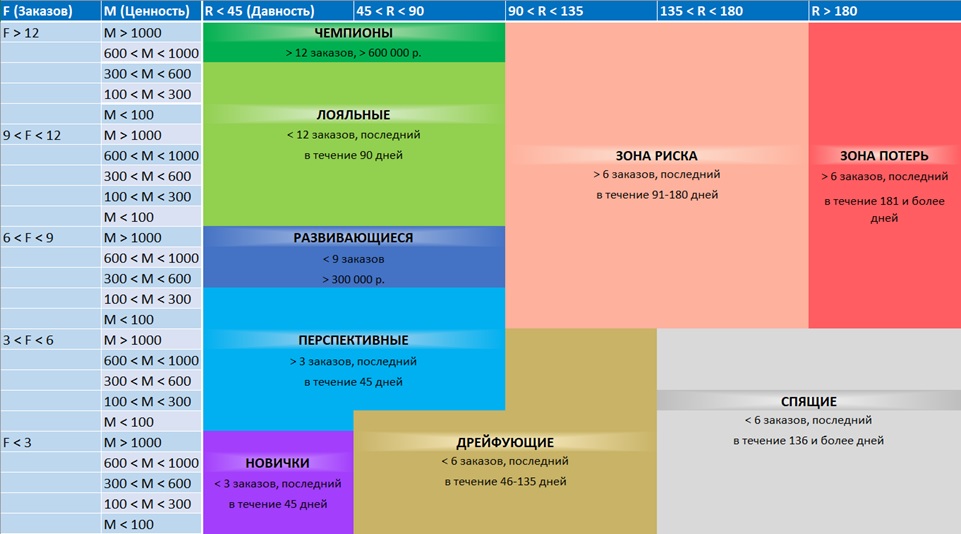 F (Заказов) M (Ценность) R < 45 (Давность) 45 < R < 90 90 < R < 135 135 < R < 180 R > 180
F > 12 M > 1000 ЧЕМПИОНЫ
600 < M < 1000 > 12 заказов, > 600 000 р.
300 < M < 600
100 < M < 300
M < 100 ЛОЯЛЬНЫЕ
9 < F < 12 M > 1000 < 12 заказов, последний
600 < M < 1000 в течение 90 дней ЗОНА РИСКА ЗОНА ПОТЕРЬ
300 < M < 600 > 6 заказов, последний > 6 заказов, последний
100 < M < 300 в течение 91-180 дней в течение 181 и более
M < 100 дней
6 < F < 9 M > 1000 РАЗВИВАЮЩИЕСЯ
600 < M < 1000 < 9 заказов
300 < M < 600 > 300 000 р.
100 < M < 300
M < 100
3 < F < 6 M > 1000 ПЕРСПЕКТИВНЫЕ
600 < M < 1000 > 3 заказов, последний
300 < M < 600 в течение 45 дней
100 < M < 300 СПЯЩИЕ
M < 100 < 6 заказов, последний
F < 3 M > 1000 ДРЕЙФУЮЩИЕ в течение 136 и более дней
600 < M < 1000 НОВИЧКИ < 6 заказов, последний
300 < M < 600 < 3 заказов, последний в течение 46-135 дней
100 < M < 300 в течение 45 дней
M < 100